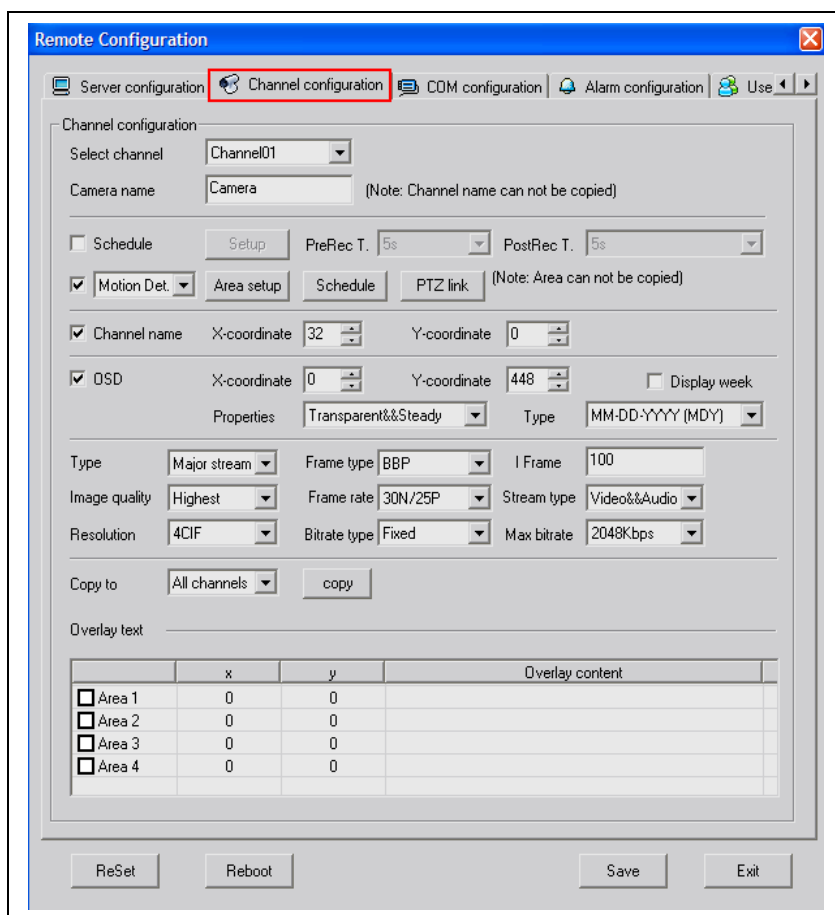 Remote Configuration
Server configuration Channel configuration COM configuration Alarm configuration Use
Channel configuration
Select channel Channel01
Camera name Camera (Note: Channel name can not be copied)
Schedule Setup PreRec T. 5s PostRec T. 5s
Motion Det. Area setup Schedule PTZ link (Note: Area can not be copied)
Channel name X-coordinate 32 Y-coordinate 0
OSD X-coordinate 0 Y-coordinate 448 Display week
Properties Transparent&&Steady Type MM-DD-YYYY (MDY)
Type Major stream Frame type BBP I Frame 100
Image quality Highest Frame rate 30N/25P Stream type Video&&Audio
Resolution 4CIF Bitrate type Fixed Max bitrate 2048Kbps
Copy to All channels copy
Overlay text
x y Overlay content
Area 1 0 0
Area 2 0 0
Area 3 0 0
Area 4 0 0
ReSet Reboot Save Exit